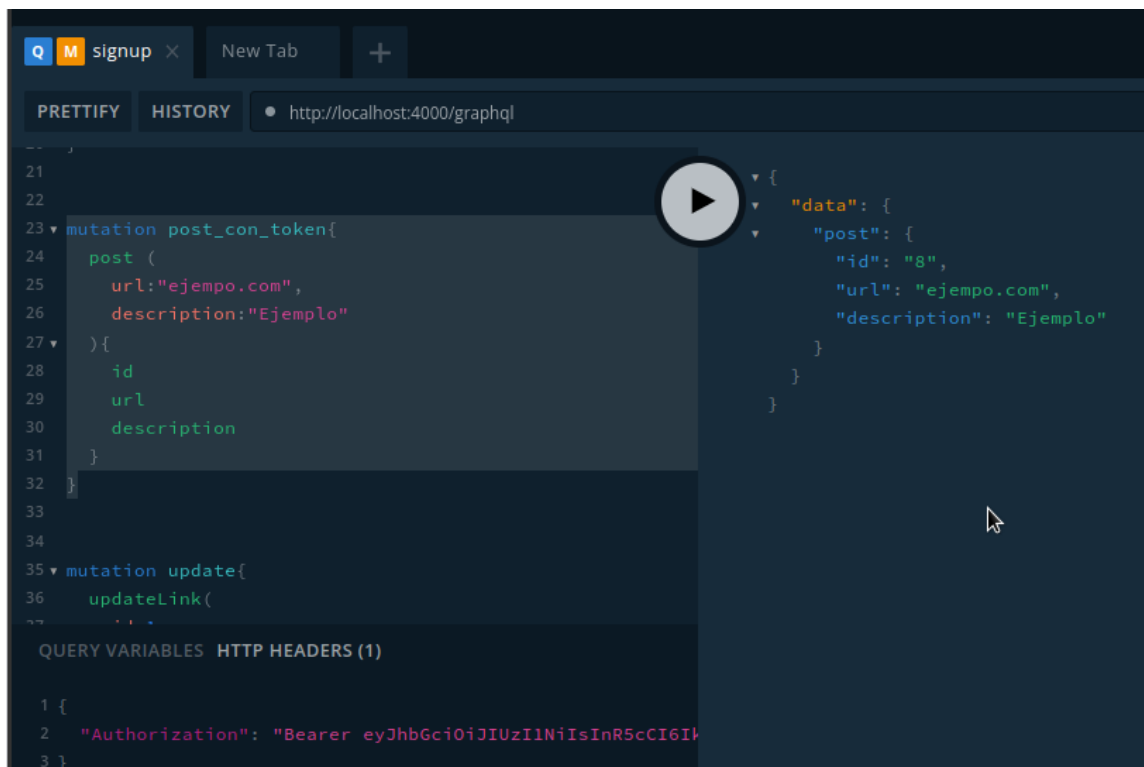 Q M signup × New Tab +
PRETTIFY HISTORY http://localhost:4000/graphql
21
22
23 mutation post_con_token{
24 post (
25 url:"ejempo.com",
26 description:"Ejemplo"
27 ){
28 id
29 url
30 description
31 }
32 }
33
34
35 mutation update{
36 updateLink(
{
"data": {
"post": {
"id": "8",
"url": "ejempo.com",
"description": "Ejemplo"
}
}
}
QUERY VARIABLES HTTP HEADERS (1)
1 {
2 "Authorization": "Bearer eyJhbGciOiJIUzI1NiIsInR5cCI6Ik
3 }